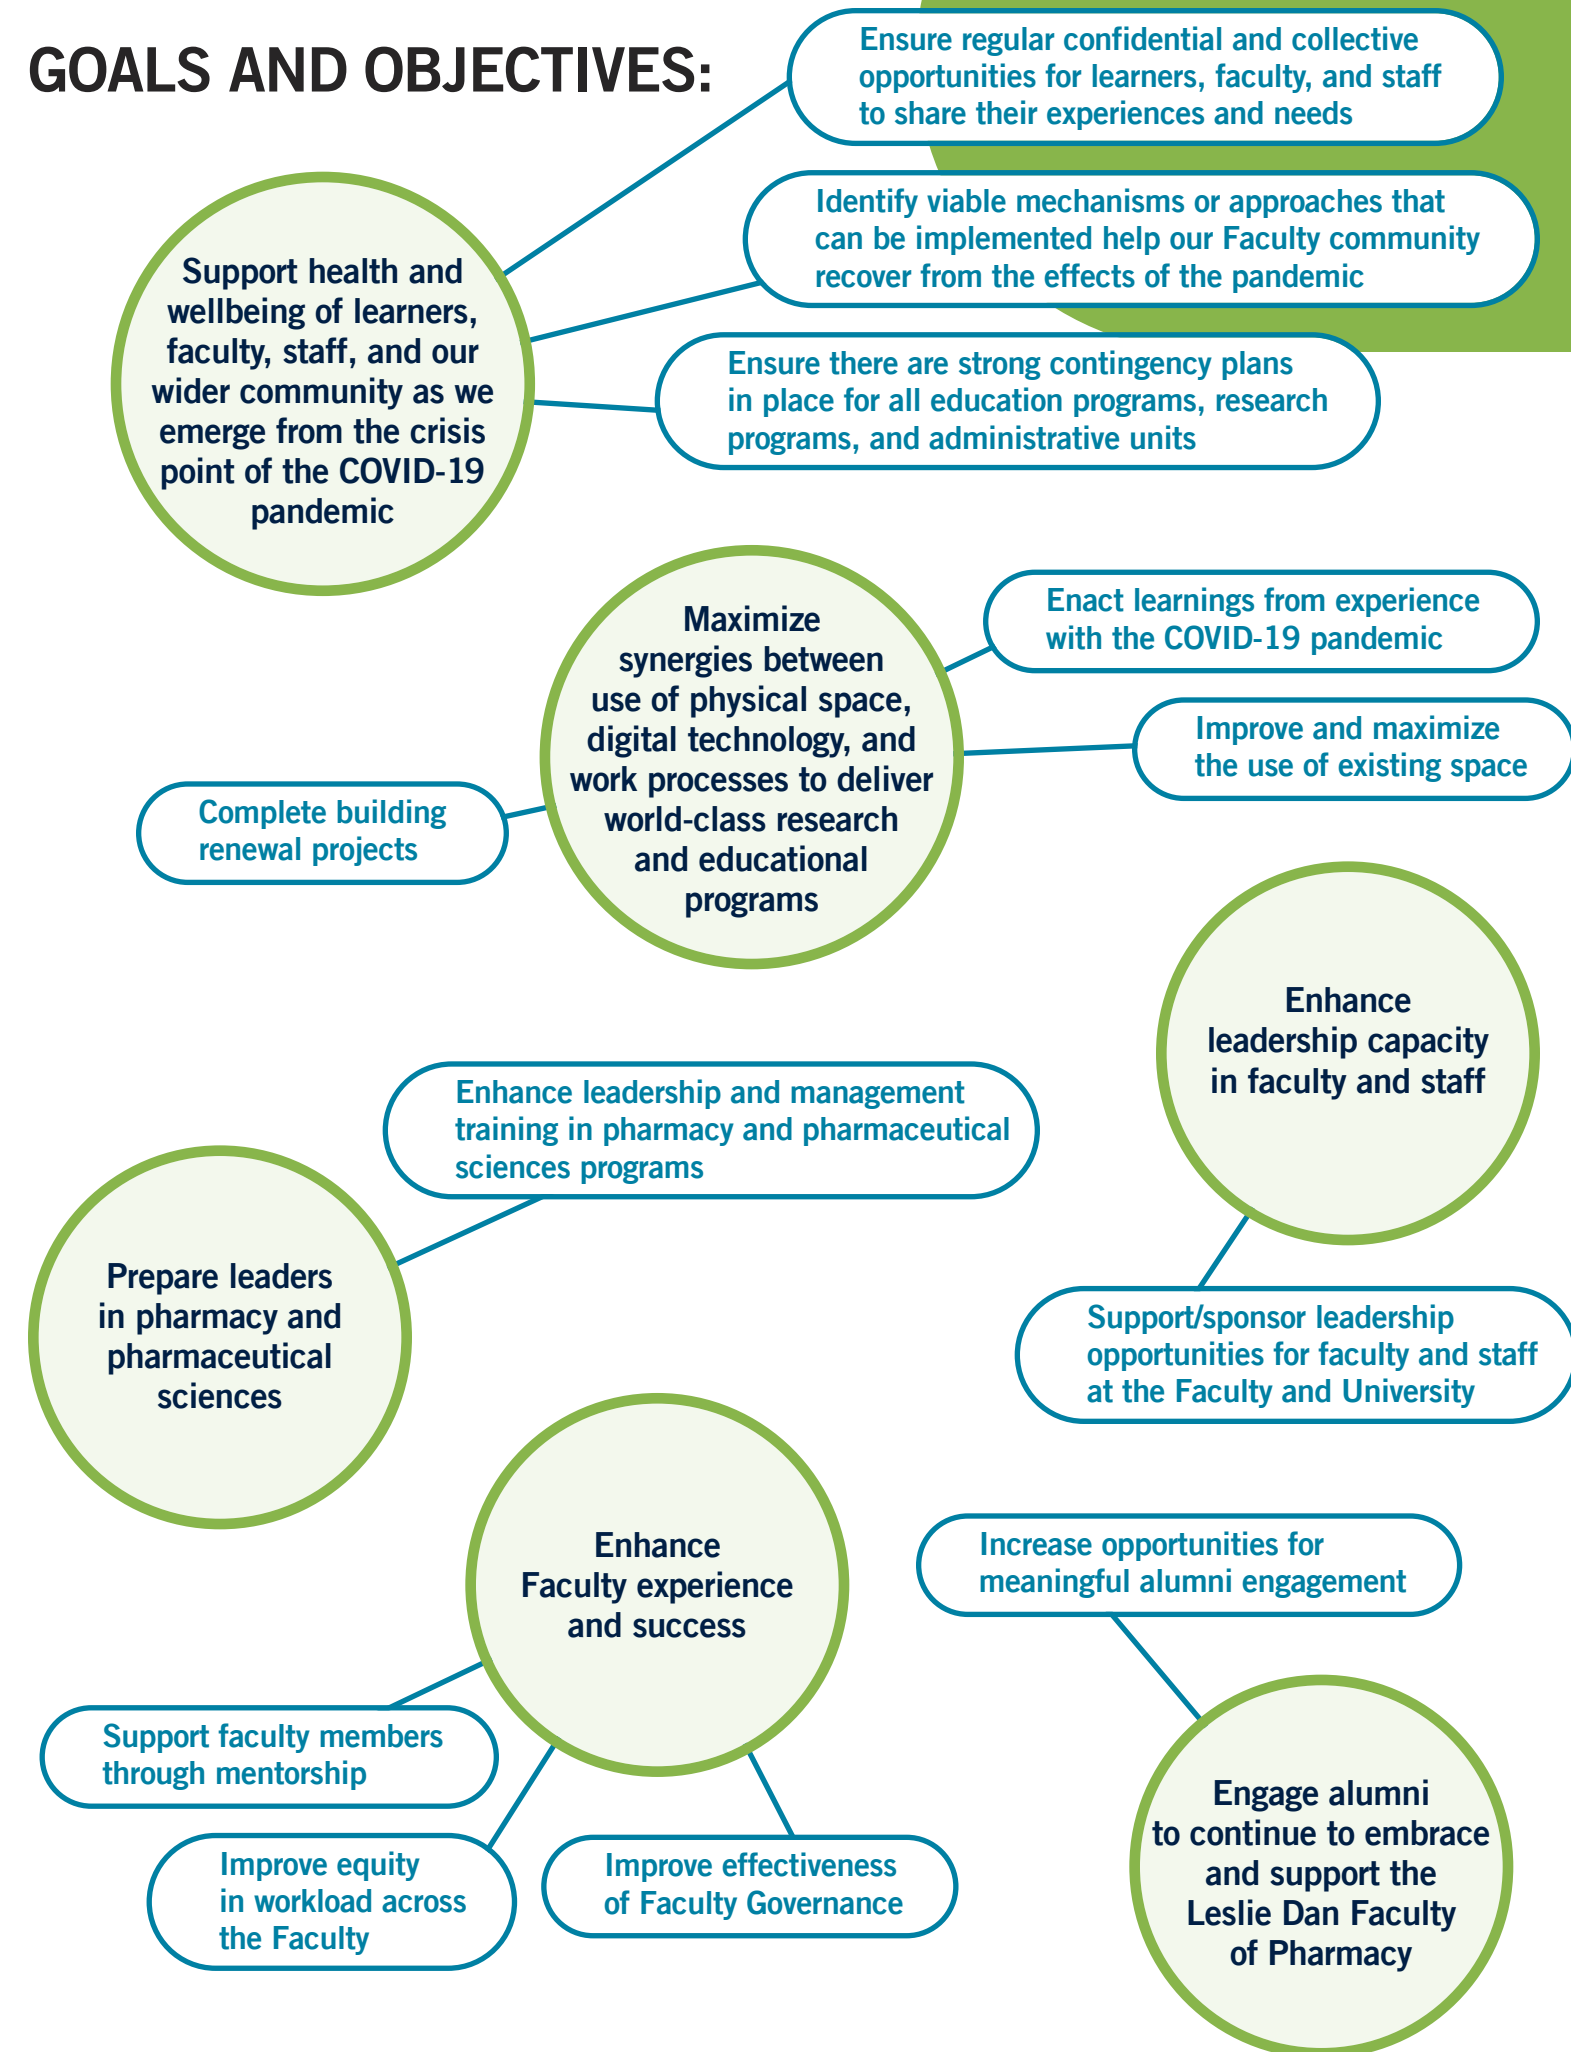 GOALS AND OBJECTIVES:
Ensure regular confidential and collective
opportunities for learners, faculty, and staff
to share their experiences and needs
Identify viable mechanisms or approaches that
can be implemented help our Faculty community
recover from the effects of the pandemic
Support health and
wellbeing of learners,
faculty, staff, and our
wider community as we
emerge from the crisis
point of the COVID-19
pandemic
Ensure there are strong contingency plans
in place for all education programs, research
programs, and administrative units
Maximize
synergies between
use of physical space,
digital technology, and
work processes to deliver
world-class research
and educational
programs
Enact learnings from experience
with the COVID-19 pandemic
Improve and maximize
the use of existing space
Complete building
renewal projects
Enhance
leadership capacity
in faculty and staff
Enhance leadership and management
training in pharmacy and pharmaceutical
sciences programs
Prepare leaders
in pharmacy and
pharmaceutical
sciences
Support/sponsor leadership
opportunities for faculty and staff
at the Faculty and University
Enhance
Faculty experience
and success
Increase opportunities for
meaningful alumni engagement
Support faculty members
through mentorship
Improve equity
in workload across
the Faculty
Improve effectiveness
of Faculty Governance
Engage alumni
to continue to embrace
and support the
Leslie Dan Faculty
of Pharmacy